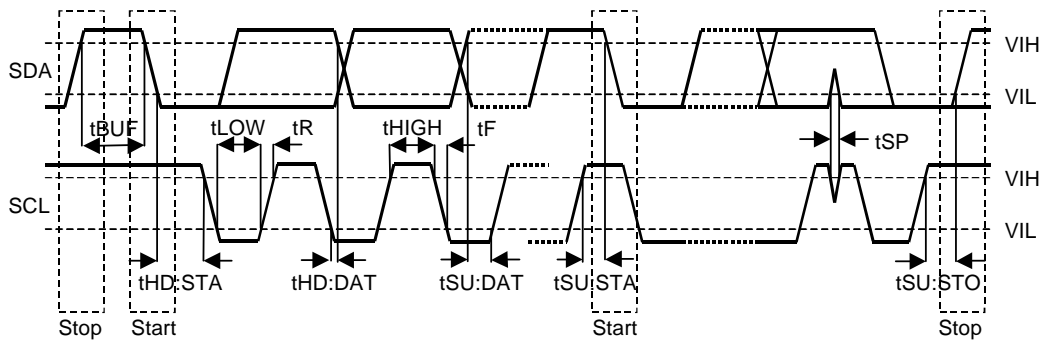 VIH
SDA
VIL
tBUF tLOW tR tHIGH tF
tSP
VIH
SCL
VIL
tHD:STA tHD:DAT tSU:DAT tSU:STA tSU:STO
Stop Start Start Stop